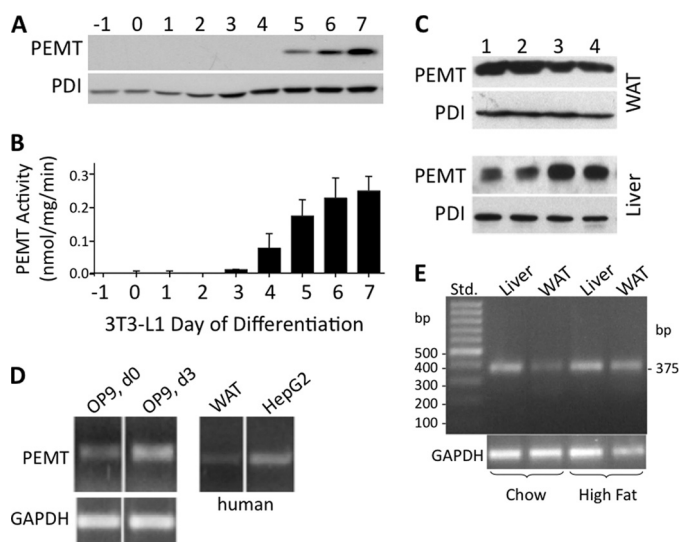 A
-1 0 1 2 3 4 5 6 7
PEMT
PDI
B
PEMT Activity
(nmol/mg/min)
0.3
0.2
0.1
0.0
-1 0 1 2 3 4 5 6 7
3T3-L1 Day of Differentiation
C
1 2 3 4
PEMT
PDI
WAT
PEMT
PDI
Liver
D
OP9, d0 OP9, d3 WAT HepG2
PEMT
human
GAPDH
E
Std. Liver WAT Liver WAT
bp bp
500
400 - 375
300
200
100
GAPDH
Chow High Fat